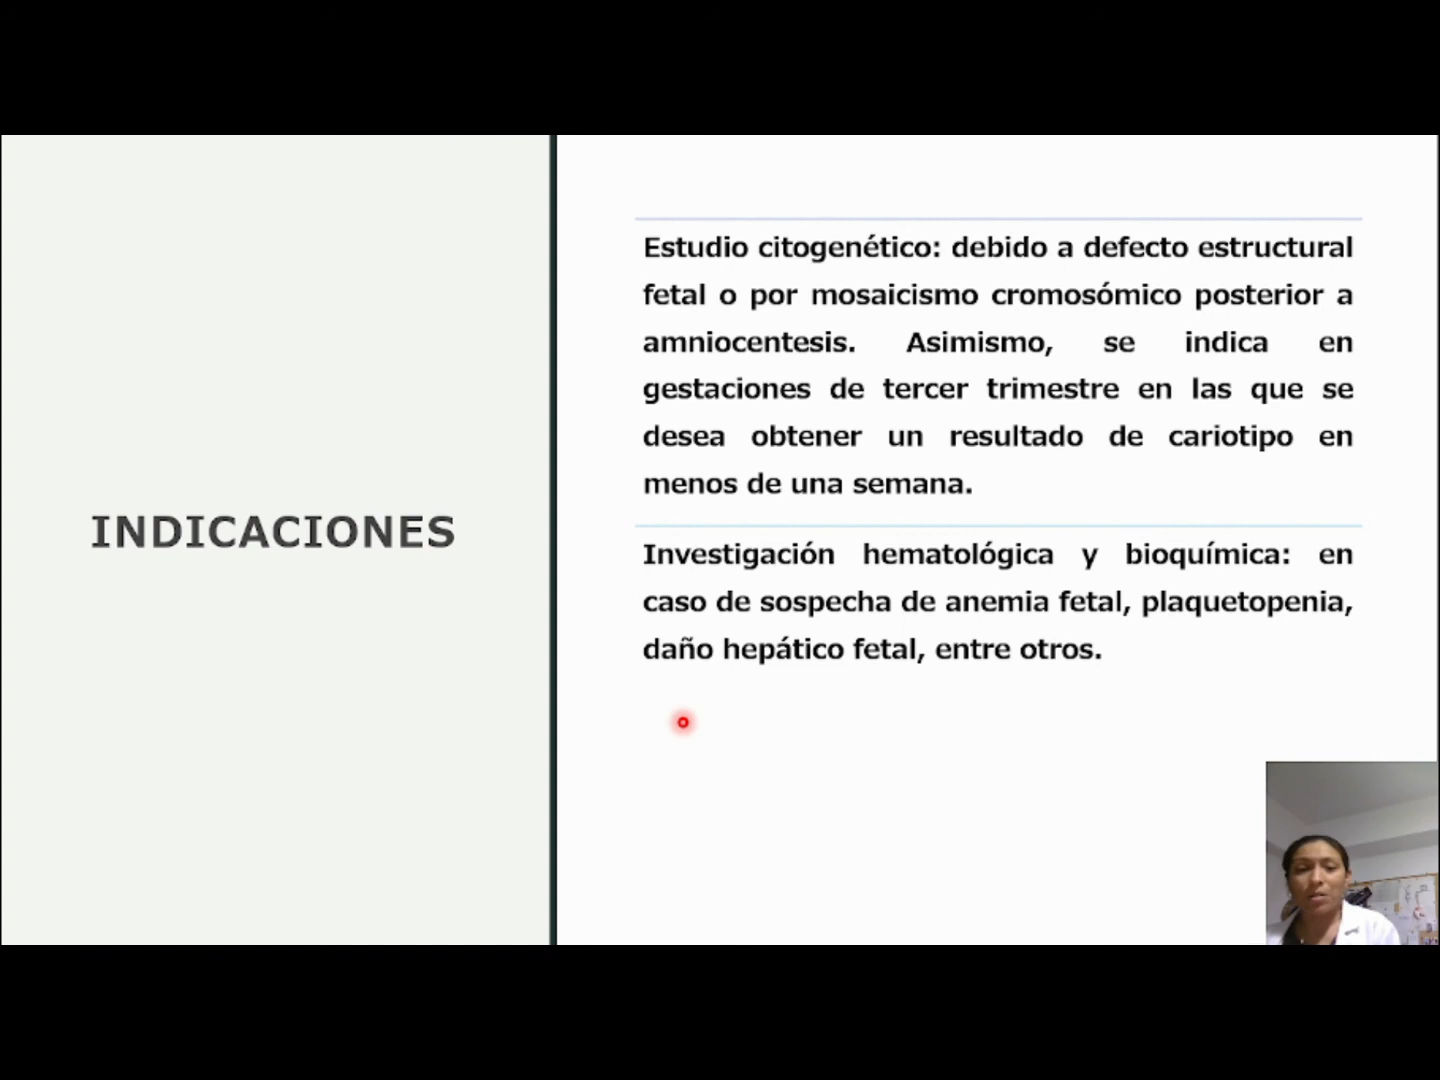 INDICACIONES
Estudio citogenético: debido a defecto estructural
fetal o por mosaicismo cromosómico posterior a
amniocentesis. Asimismo, se indica en
gestaciones de tercer trimestre en las que se
desea obtener un resultado de cariotipo en
menos de una semana.
Investigación hematológica y bioquímica: en
caso de sospecha de anemia fetal, plaquetopenia,
daño hepático fetal, entre otros.